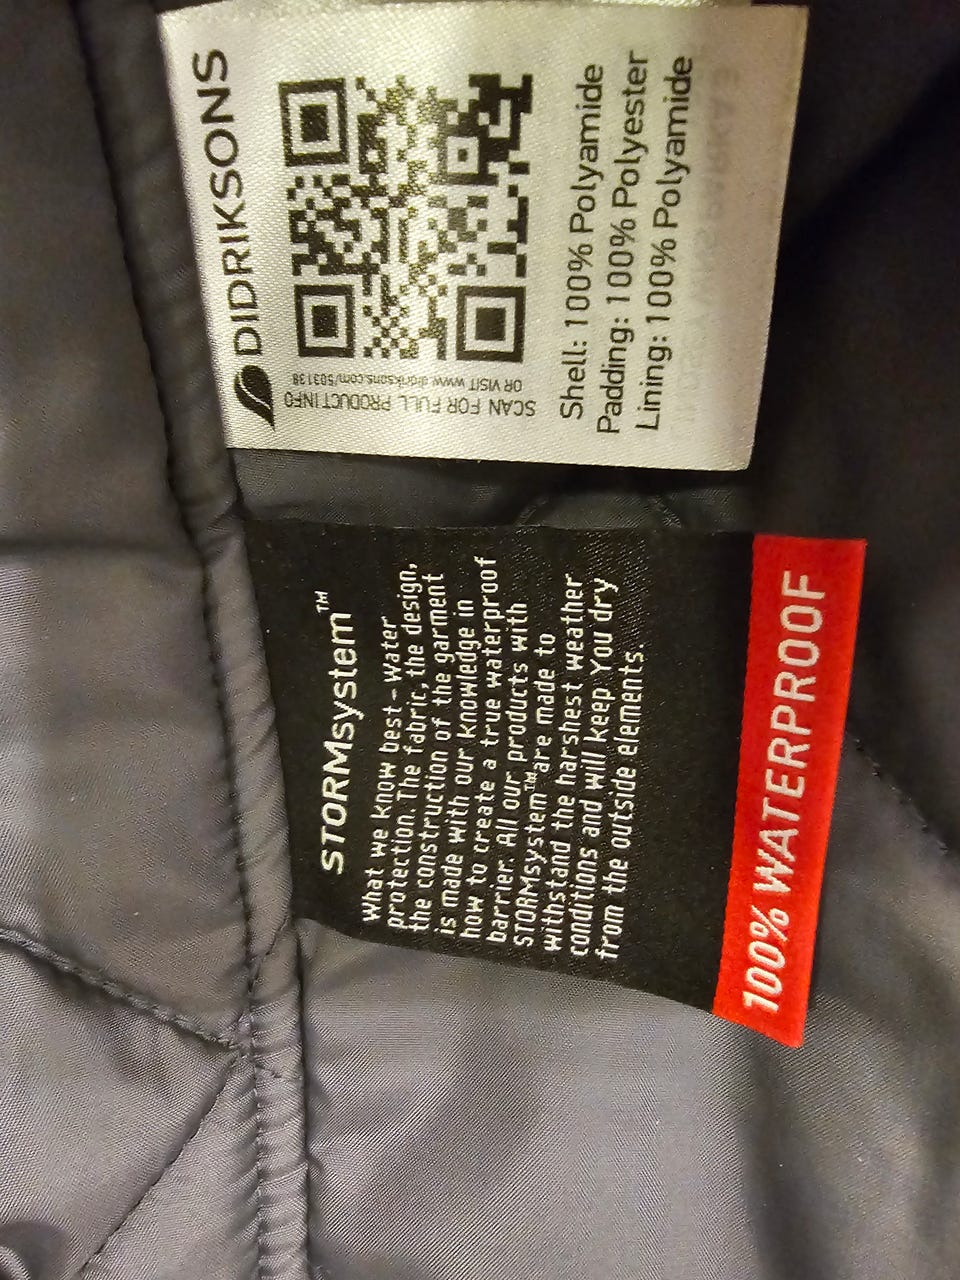 DIDRIKSONS
SCAN FOR FULL PRODUCT INFO
OR VISIT www.didriksons.com/503138
Shell: 100% Polyamide
Padding: 100% Polyester
Lining: 100% Polyamide
STORMsystem™
What we know best - water
protection. The fabric, the design,
the construction of the garment
is made with our knowledge in
how to create a true waterproof
barrier. All our products with
STORMsystem™ are made to
withstand the harshest weather
conditions and will keep You dry
from the outside elements.
100% WATERPROOF